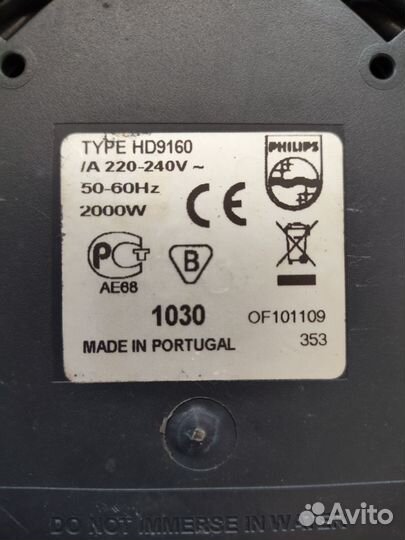 TYPE HD9160
/A 220-240V ~
50-60Hz
2000W
CE
PHILIPS
PCT
AE68
B
1030
OF101109
MADE IN PORTUGAL
353
DO NOT IMMERSE IN WATER
Avito